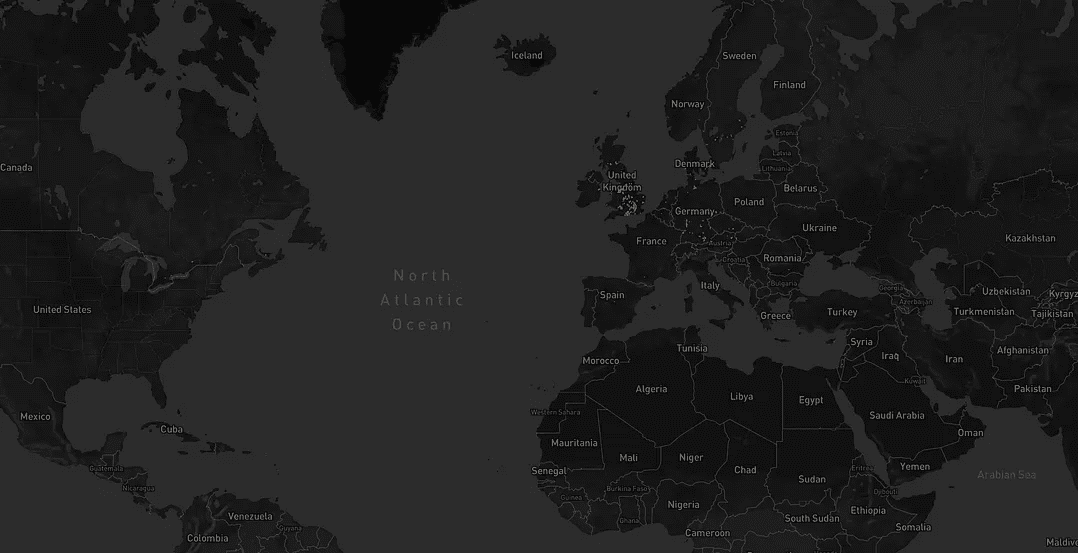 Iceland
Sweden
Finland
Norway
Estonia
Latvia
Lithuania
Canada
Denmark
United
Kingdom
Belarus
Poland
Germany
Ukraine
France
Kazakhstan
Austria
Croatia
Romania
North
Atlantic
Ocean
Italy
Bulgaria
Georgia
Azerbaijan
Uzbekistan
Kyrgyz
United States
Spain
Greece
Turkey
Turkmenistan
Tajikistan
Tunisia
Syria
Iraq
Iran
Afghanistan
Morocco
Kuwait
Pakistan
Algeria
Libya
Egypt
Western Sahara
Saudi Arabia
Mexico
Cuba
Oman
Mauritania
Mali
Niger
Chad
Sudan
Eritrea
Yemen
Arabian Sea
Guatemala
Senegal
Nicaragua
Burkina Faso
Djibouti
Guinea
Nigeria
Ethiopia
Venezuela
Ghana
South Sudan
Somalia
Guyana
Colombia
Cameroon
Maldiv